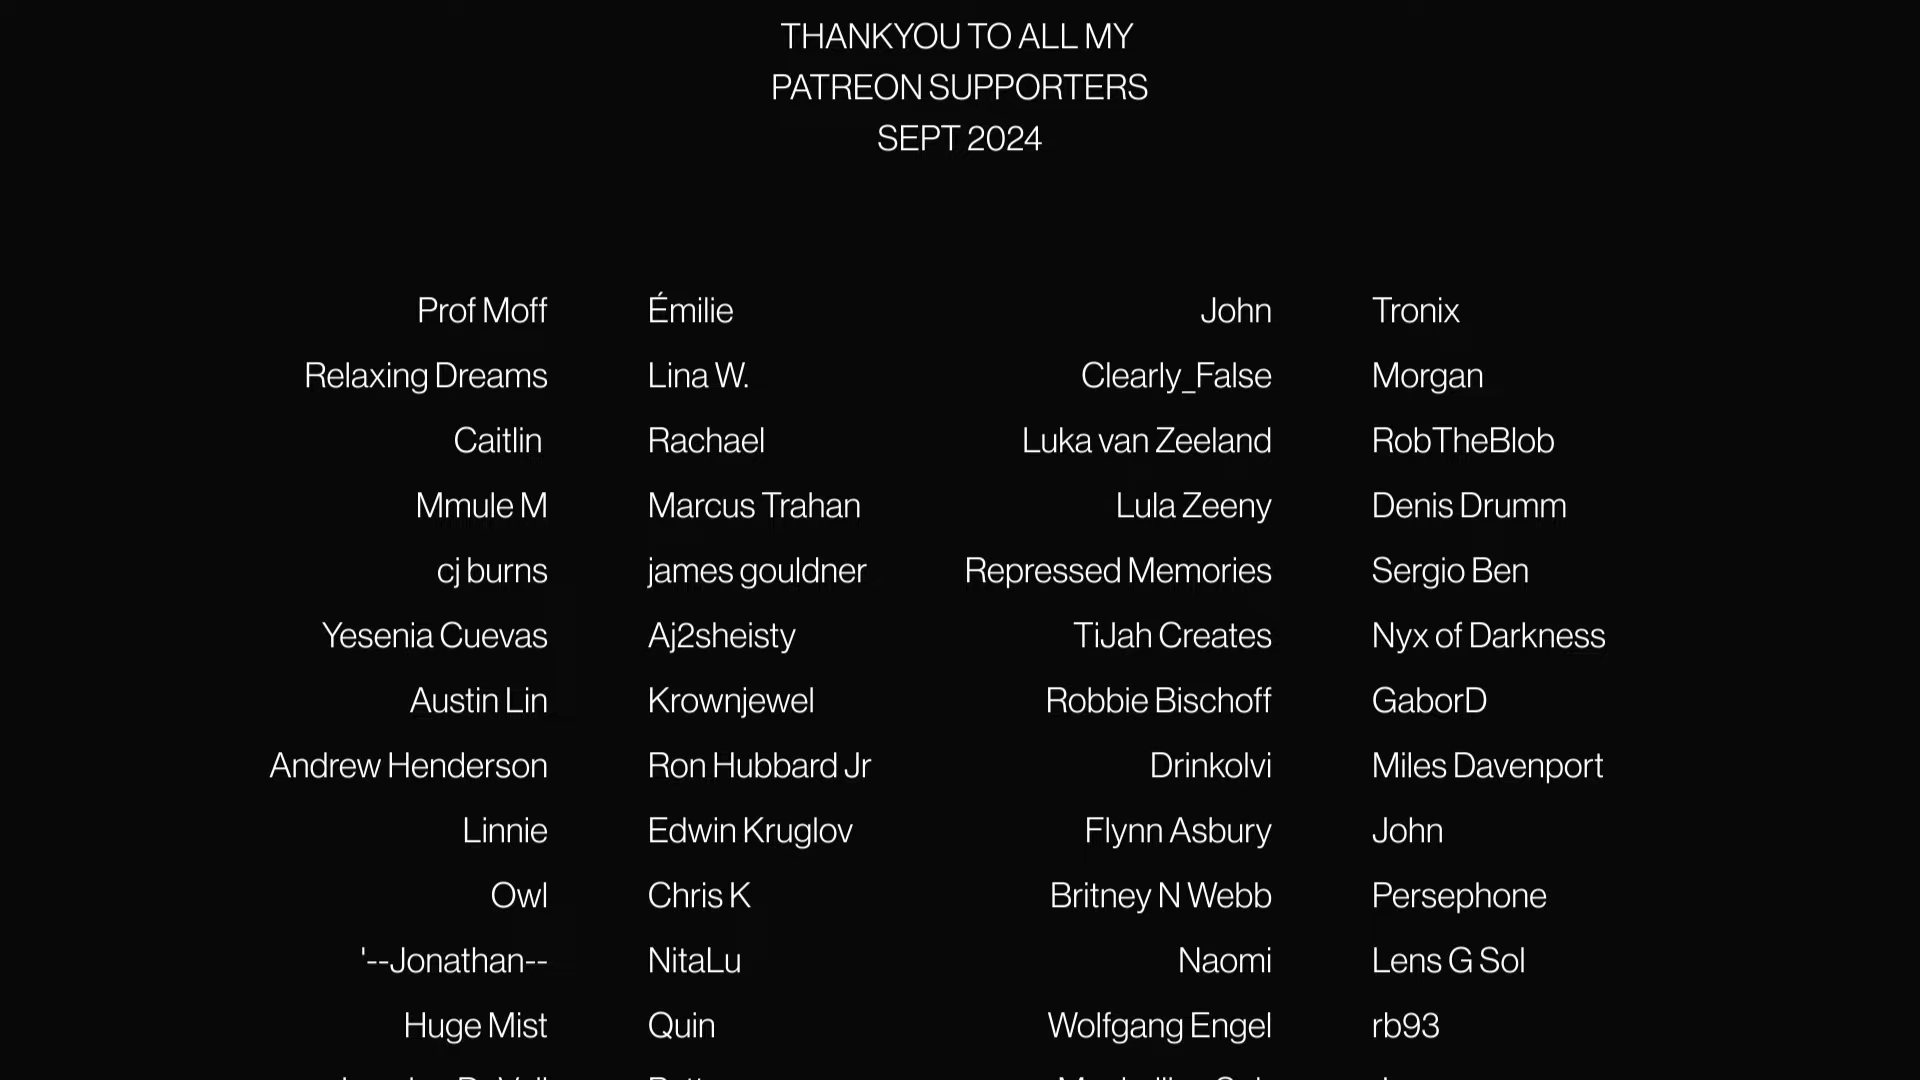 THANKYOU TO ALL MY
PATREON SUPPORTERS
SEPT 2024
Prof Moff Émilie John Tronix
Relaxing Dreams Lina W. Clearly_False Morgan
Caitlin Rachael Luka van Zeeland RobTheBlob
Mmule M Marcus Trahan Lula Zeeny Denis Drumm
cj burns james gouldner Repressed Memories Sergio Ben
Yesenia Cuevas Aj2sheisty TiJah Creates Nyx of Darkness
Austin Lin Krownjewel Robbie Bischoff GaborD
Andrew Henderson Ron Hubbard Jr Drinkolvi Miles Davenport
Linnie Edwin Kruglov Flynn Asbury John
Owl Chris K Britney N Webb Persephone
'--Jonathan-- NitaLu Naomi Lens G Sol
Huge Mist Quin Wolfgang Engel rb93